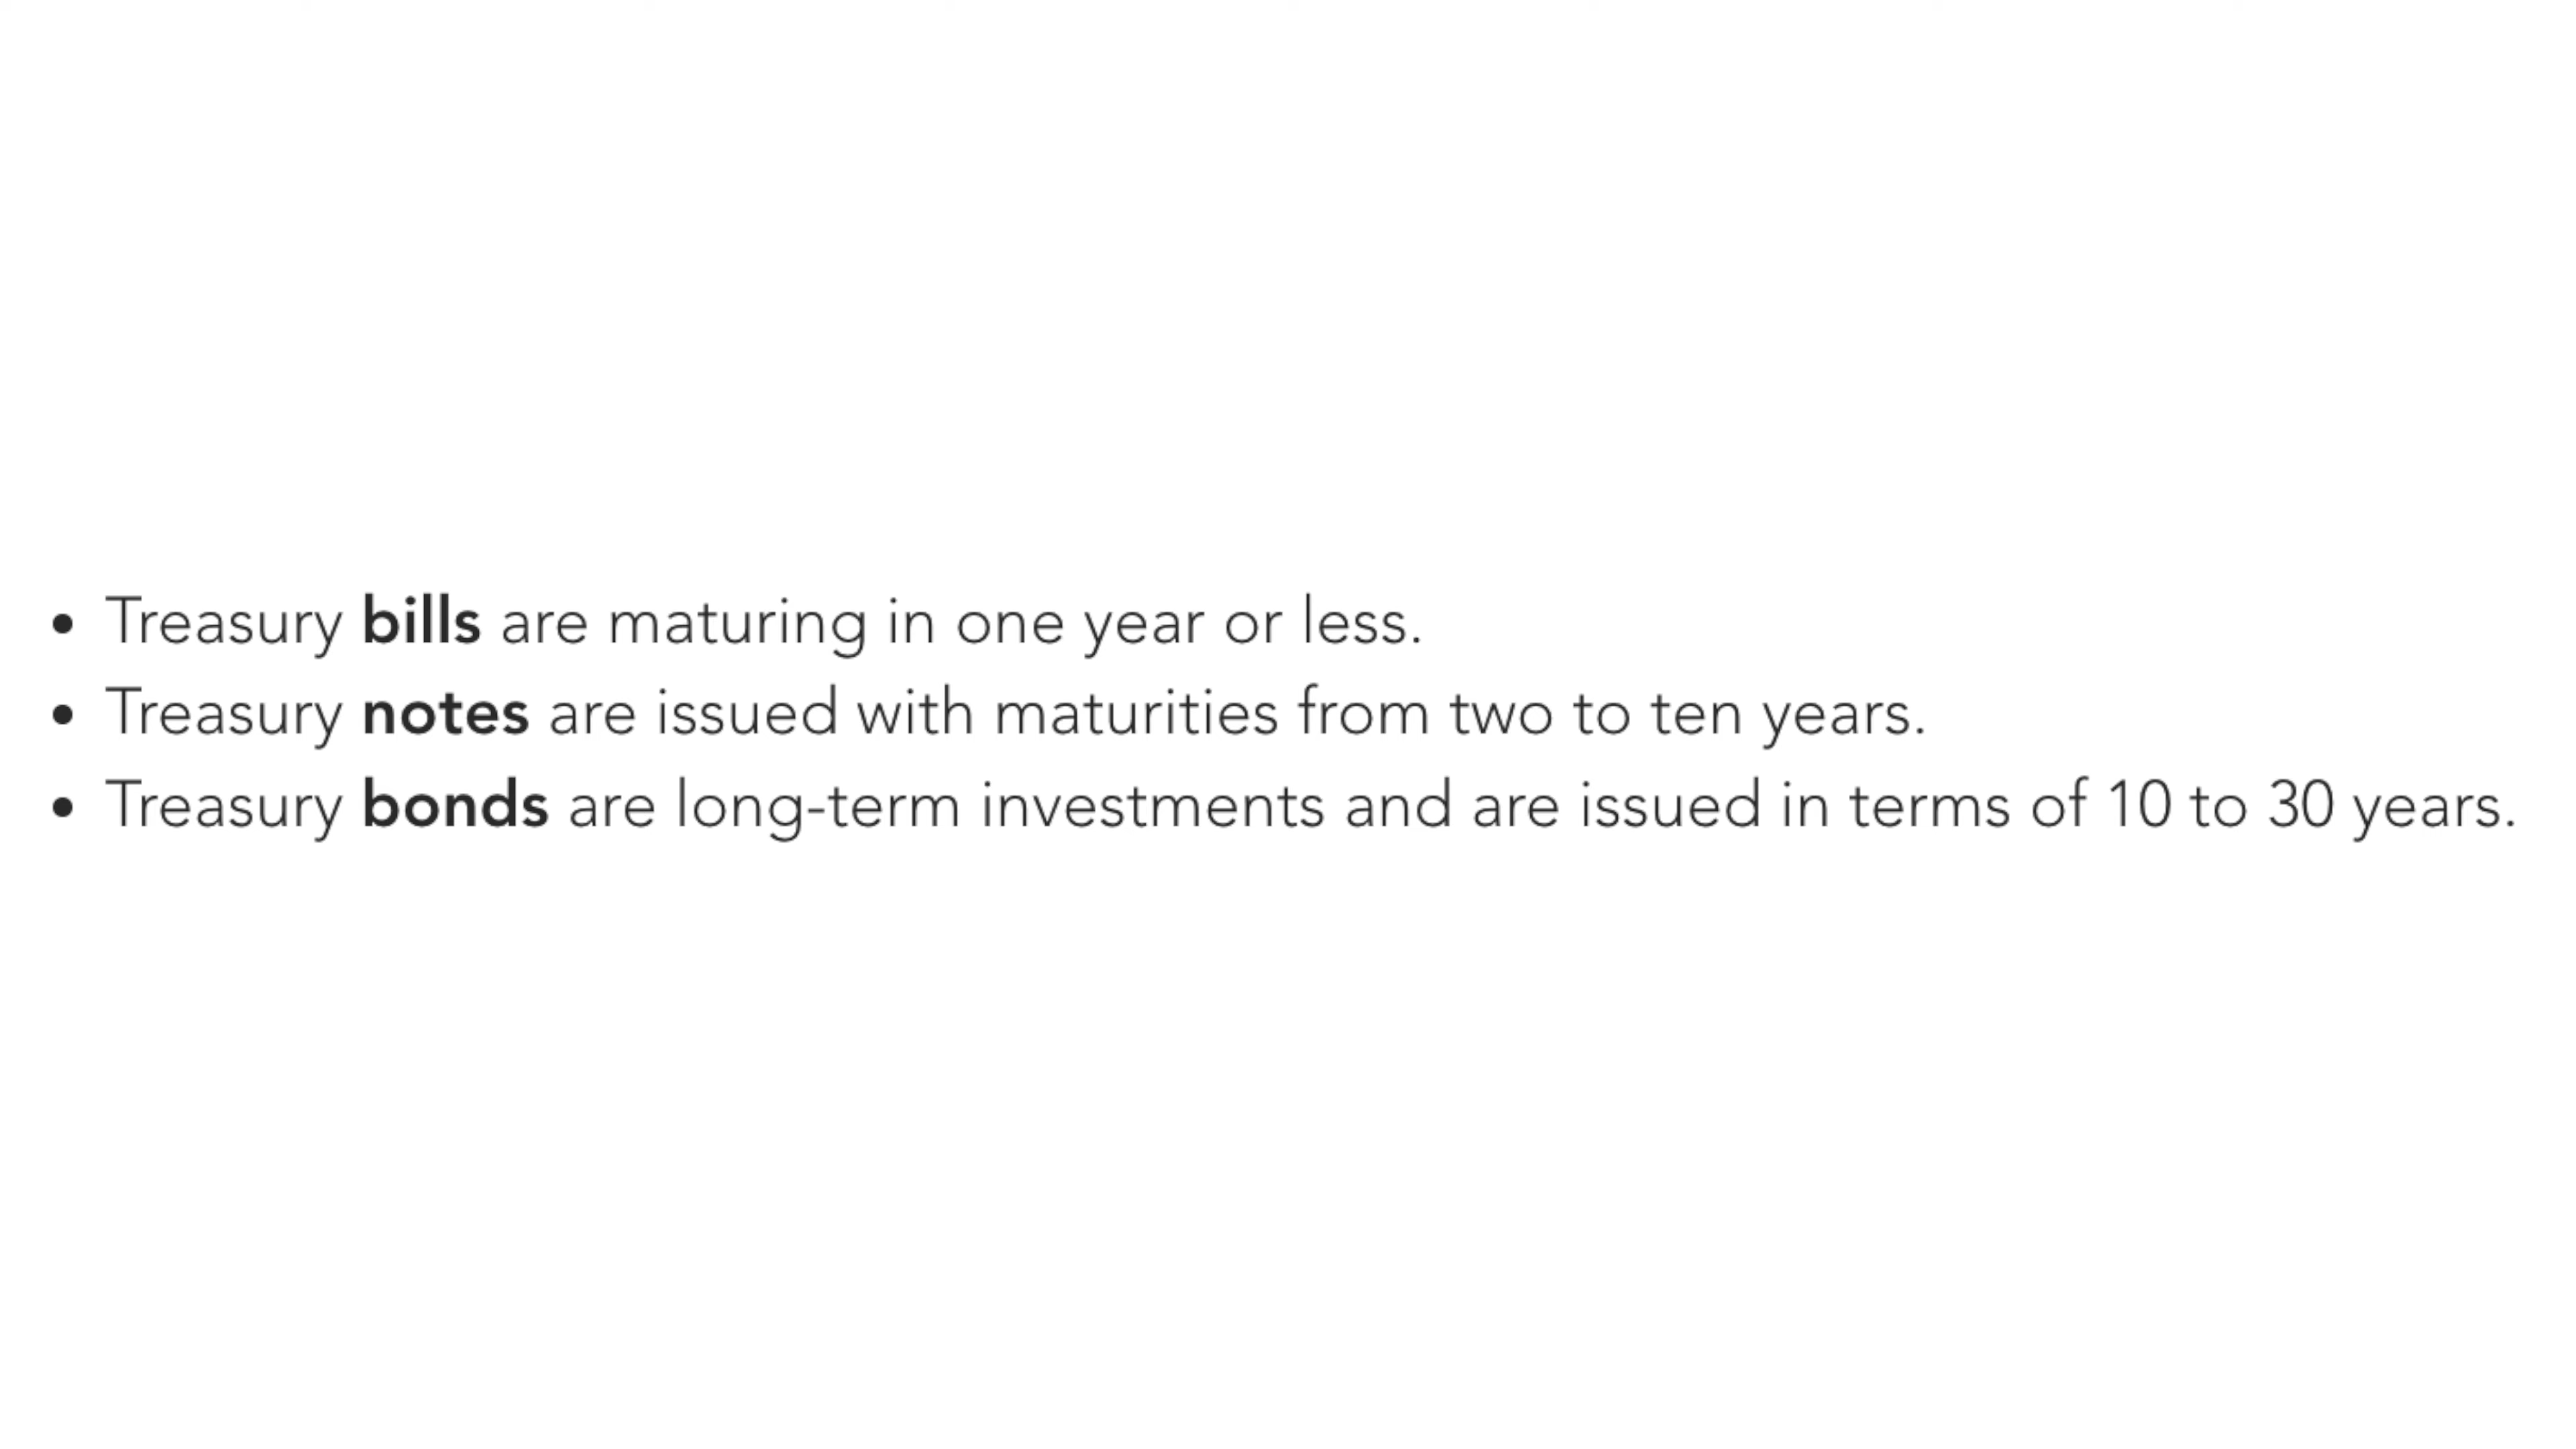 • Treasury bills are maturing in one year or less.
• Treasury notes are issued with maturities from two to ten years.
• Treasury bonds are long-term investments and are issued in terms of 10 to 30 years.